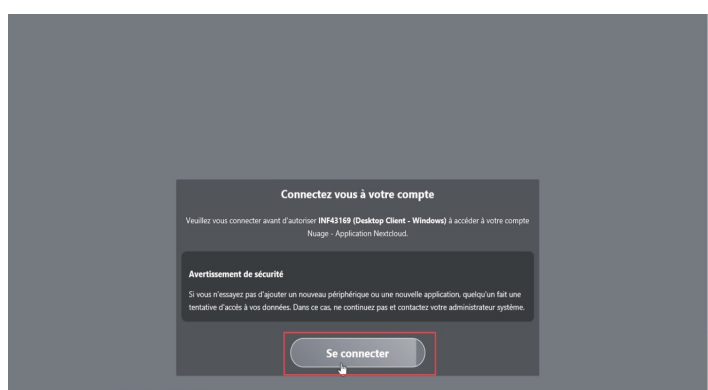 Connectez vous à votre compte
Veuillez vous connecter avant d'autoriser INF43169 (Desktop Client - Windows) à accéder à votre compte
Nuage - Application Nextcloud.
Avertissement de sécurité
Si vous n'essayez pas d'ajouter un nouveau périphérique ou une nouvelle application, quelqu'un fait une
tentative d'accès à vos données. Dans ce cas, ne continuez pas et contactez votre administrateur système.
Se connecter